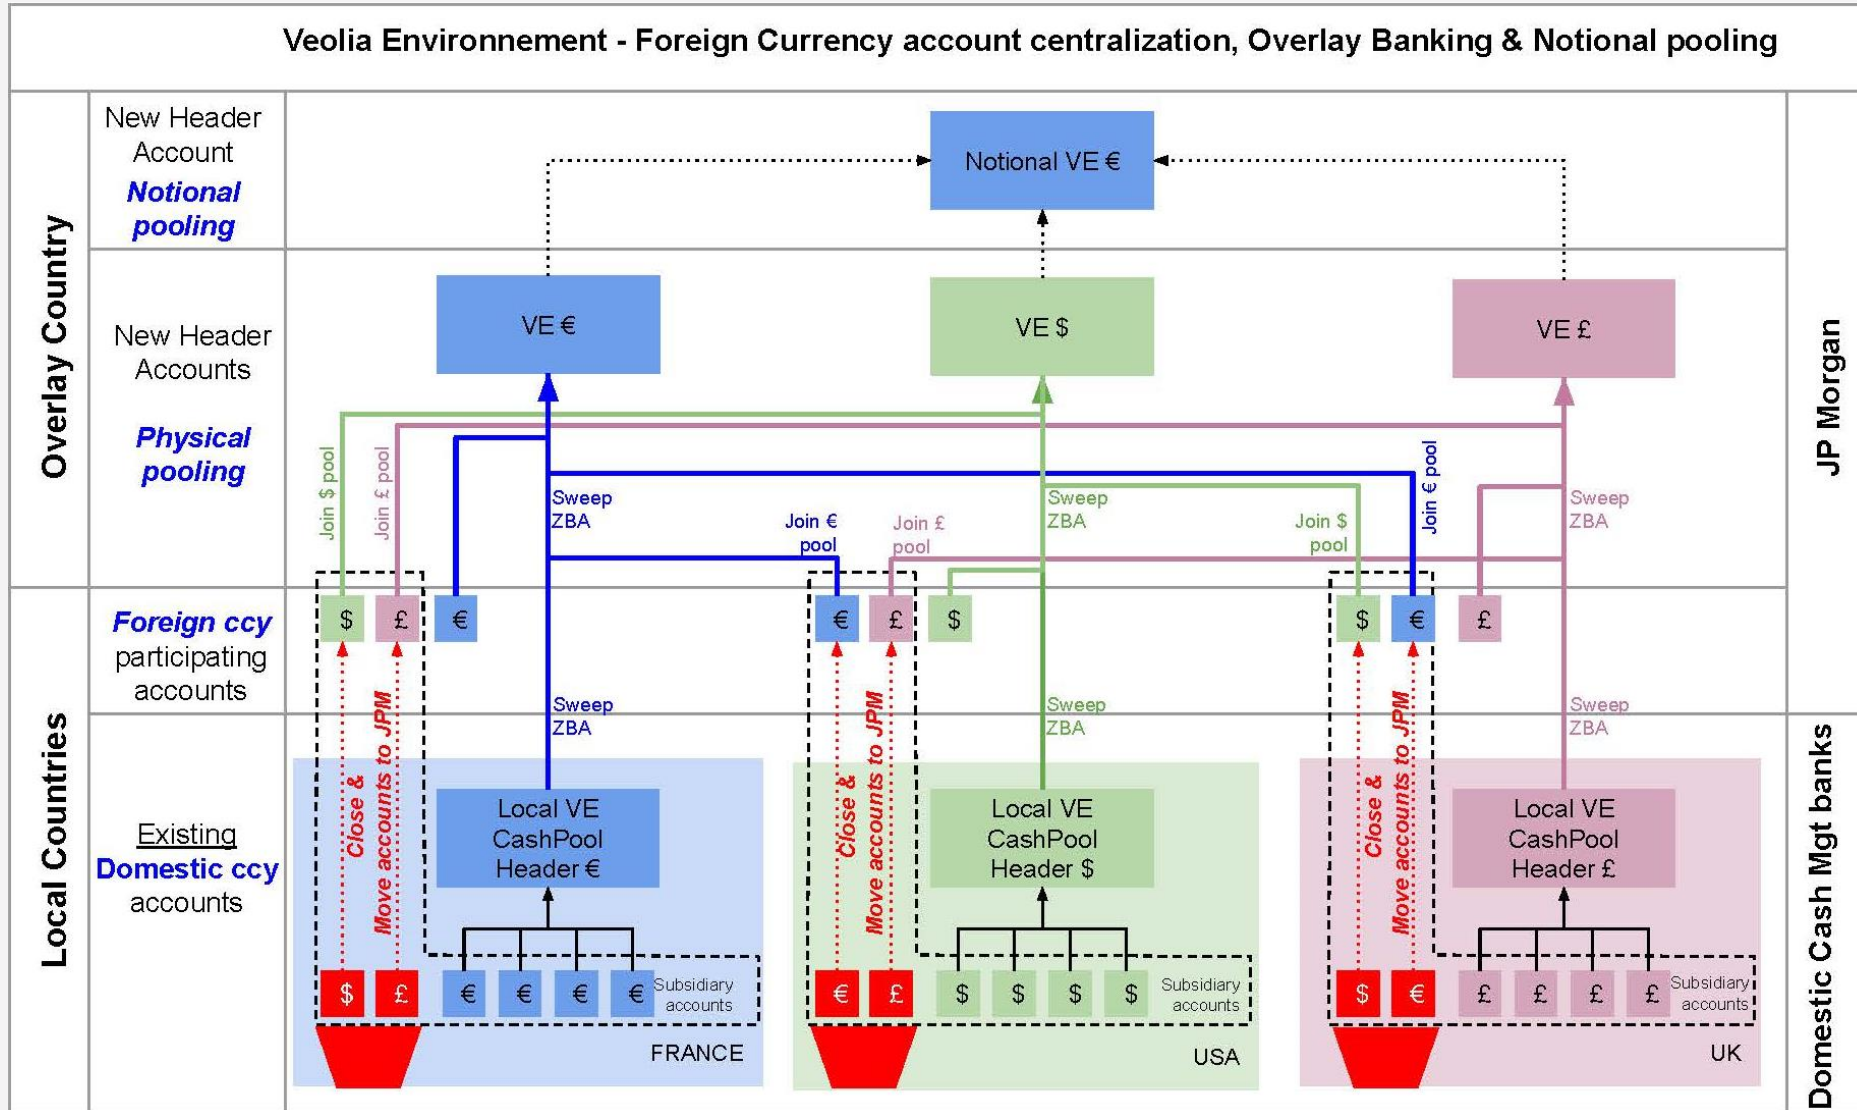 Veolia Environnement - Foreign Currency account centralization, Overlay Banking & Notional pooling
Overlay Country
New Header
Account
Notional
pooling
Notional VE €
JP Morgan
New Header
Accounts
Physical
pooling
VE €
VE $
VE £
Join $ pool
Join £ pool
Sweep
ZBA
Join €
pool
Join £
pool
Sweep
ZBA
Join $
pool
Join € pool
Sweep
ZBA
Local Countries
Foreign ccy
participating
accounts
$
£
€
€
£
$
$
€
£
Sweep
ZBA
Sweep
ZBA
Sweep
ZBA
Domestic Cash Mgt banks
Existing
Domestic ccy
accounts
Close &
Move accounts to JPM
Local VE
CashPool
Header €
Close &
Move accounts to JPM
Local VE
CashPool
Header $
Close &
Move accounts to JPM
Local VE
CashPool
Header £
$
£
€
€
€
€
Subsidiary
accounts
€
£
$
$
$
$
Subsidiary
accounts
$
€
£
£
£
£
Subsidiary
accounts
FRANCE
USA
UK